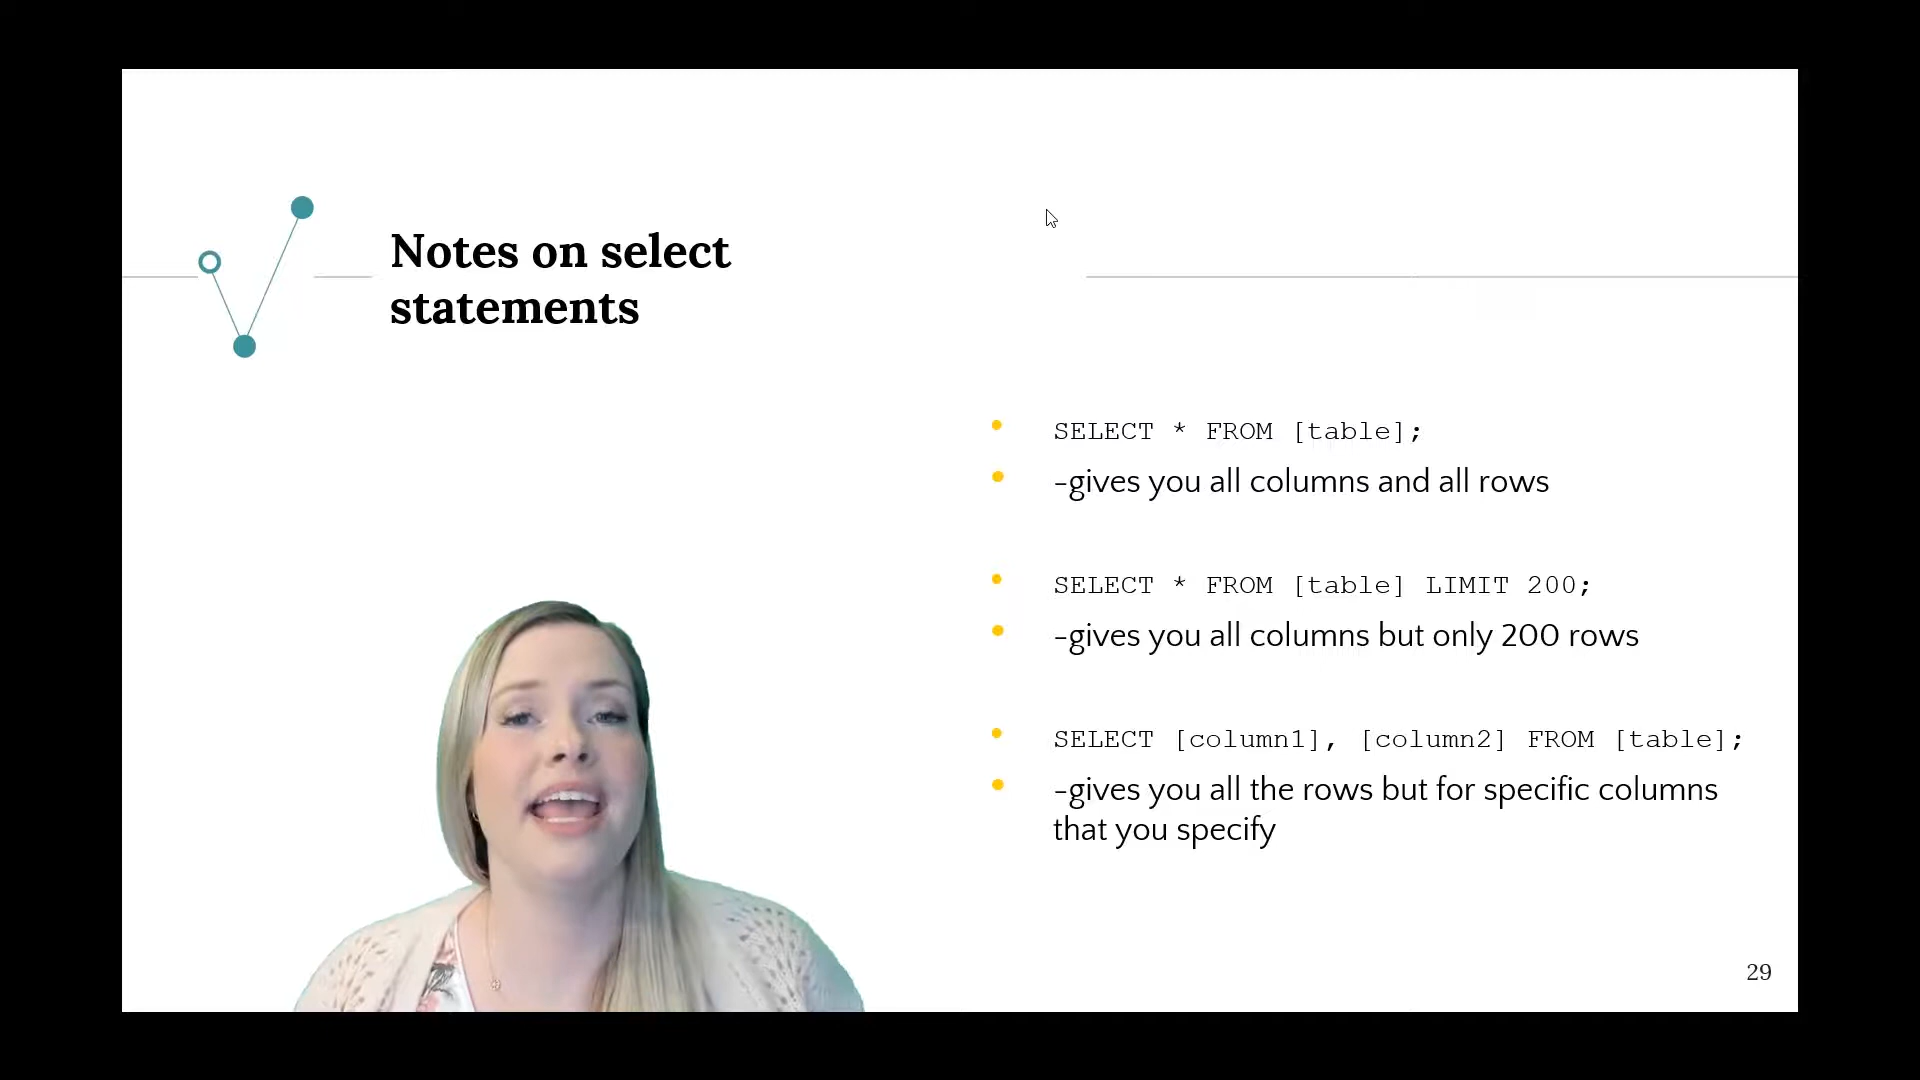 Notes on select
statements
SELECT * FROM [table];
-gives you all columns and all rows
SELECT * FROM [table] LIMIT 200;
-gives you all columns but only 200 rows
SELECT [column1], [column2] FROM [table];
-gives you all the rows but for specific columns
that you specify
29